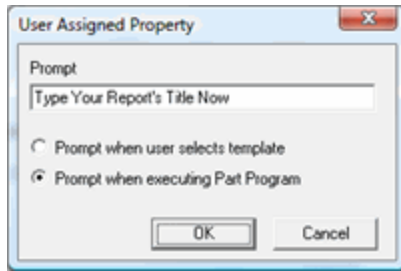 User Assigned Property
Prompt
Type Your Report's Title Now
Prompt when user selects template
Prompt when executing Part Program
OK Cancel